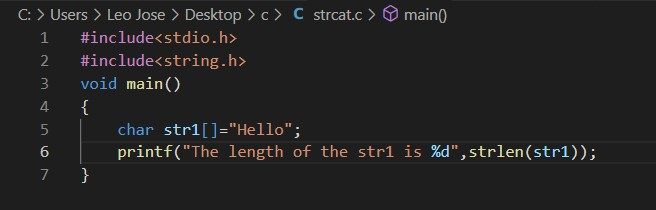 C: > Users > Leo Jose > Desktop > c > C strcat.c > main()
1 #include<stdio.h>
2 #include<string.h>
3 void main()
4 {
5     char str1[]="Hello";
6     printf("The length of the str1 is %d",strlen(str1));
7 }